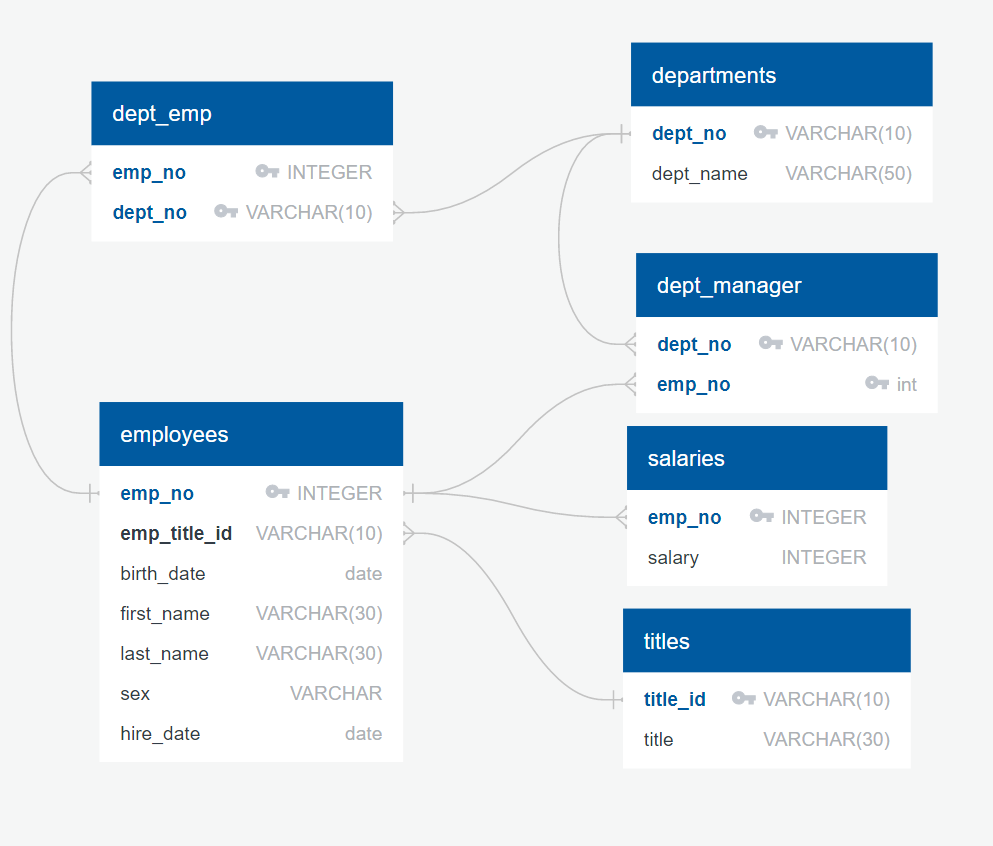 dept_emp
emp_no INTEGER
dept_no VARCHAR(10)
departments
dept_no VARCHAR(10)
dept_name VARCHAR(50)
dept_manager
dept_no VARCHAR(10)
emp_no int
employees
emp_no INTEGER
emp_title_id VARCHAR(10)
birth_date date
first_name VARCHAR(30)
last_name VARCHAR(30)
sex VARCHAR
hire_date date
salaries
emp_no INTEGER
salary INTEGER
titles
title_id VARCHAR(10)
title VARCHAR(30)